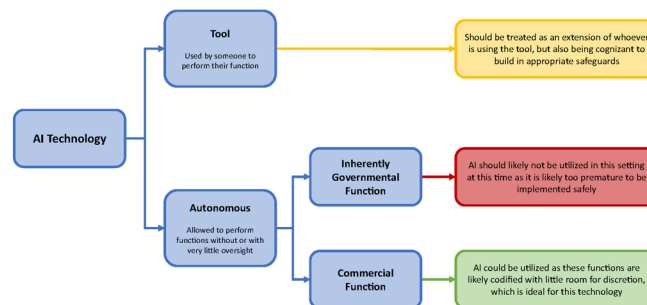 Tool
Used by someone to
perform their function
Should be treated as an extension of whoever
is using the tool, but also being cognizant to
build in appropriate safeguards
AI Technology
Inherently
Governmental
Function
AI should likely not be utilized in this setting
at this time as it is likely too premature to be
implemented safely
Autonomous
Allowed to perform
functions without or with
very little oversight
Commercial
Function
AI could be utilized as these functions are
likely codified with little room for discretion,
which is ideal for this technology